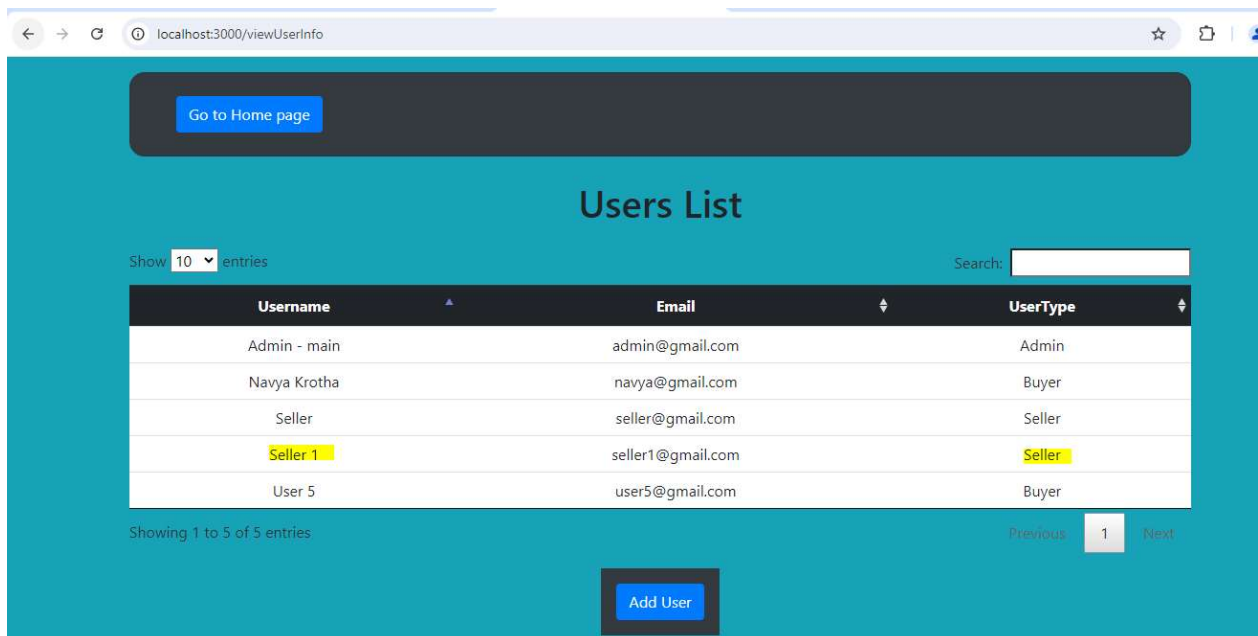 localhost:3000/viewUserInfo
Go to Home page
Users List
Show 10 entries Search:
Username Email UserType
Admin - main admin@gmail.com Admin
Navya Krotha navya@gmail.com Buyer
Seller seller@gmail.com Seller
Seller 1 seller1@gmail.com Seller
User 5 user5@gmail.com Buyer
Showing 1 to 5 of 5 entries Previous 1 Next
Add User